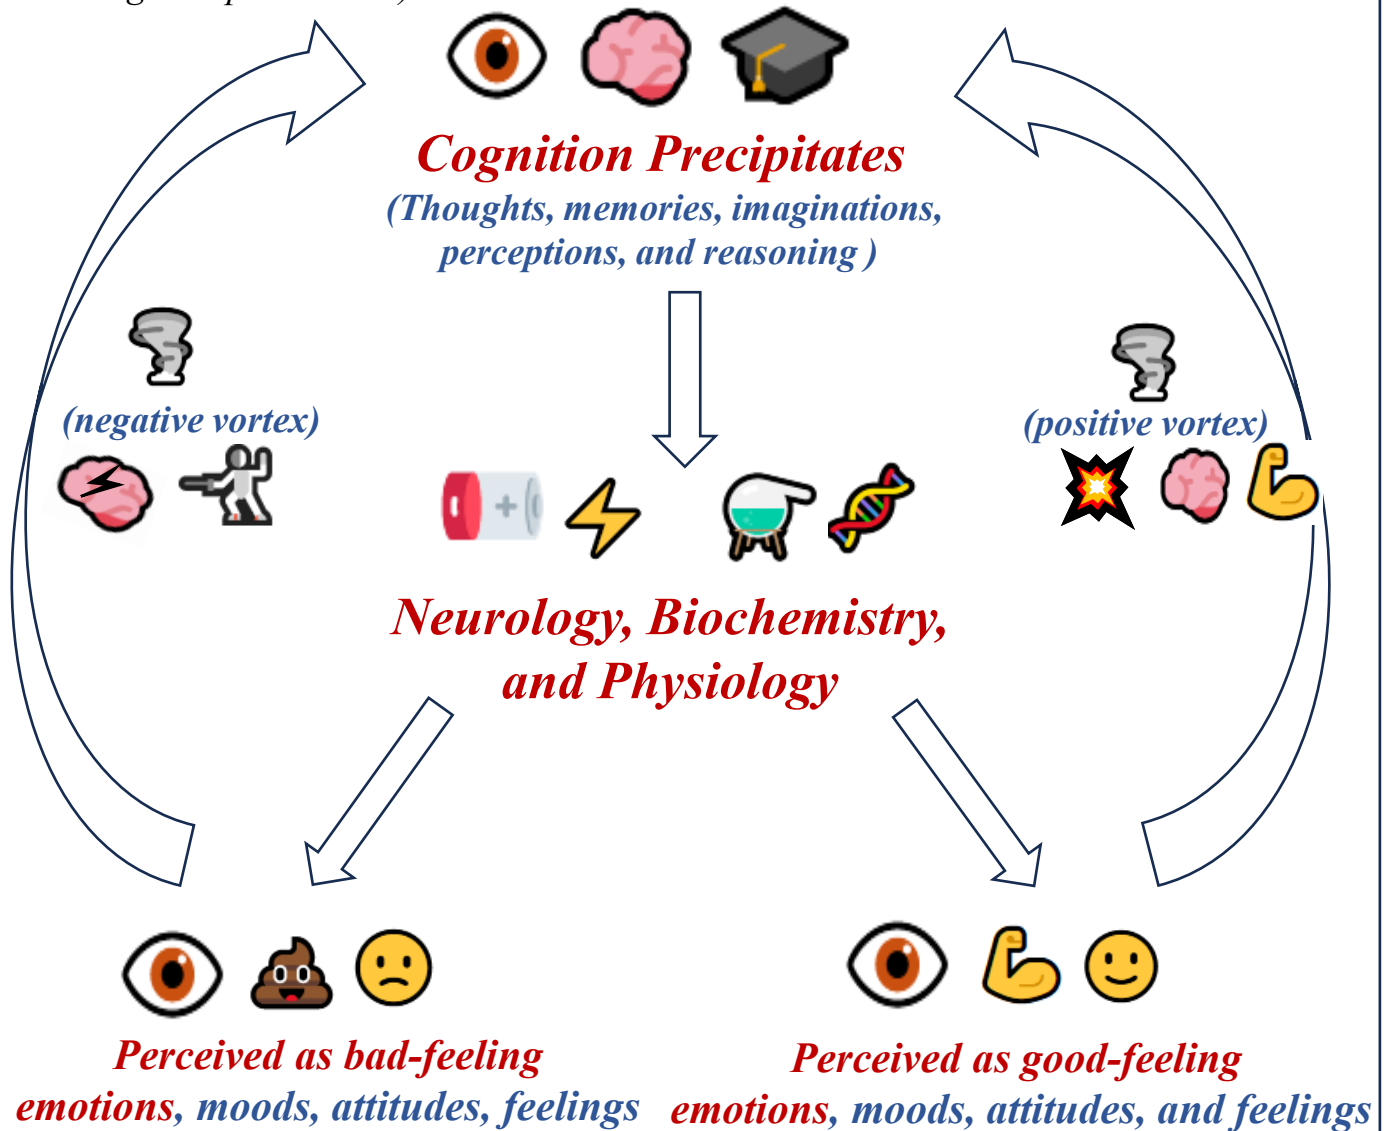 Cognition Precipitates
(Thoughts, memories, imaginations,
perceptions, and reasoning )
(negative vortex)
(positive vortex)
Neurology, Biochemistry,
and Physiology
Perceived as bad-feeling
emotions, moods, attitudes, feelings
Perceived as good-feeling
emotions, moods, attitudes, and feelings